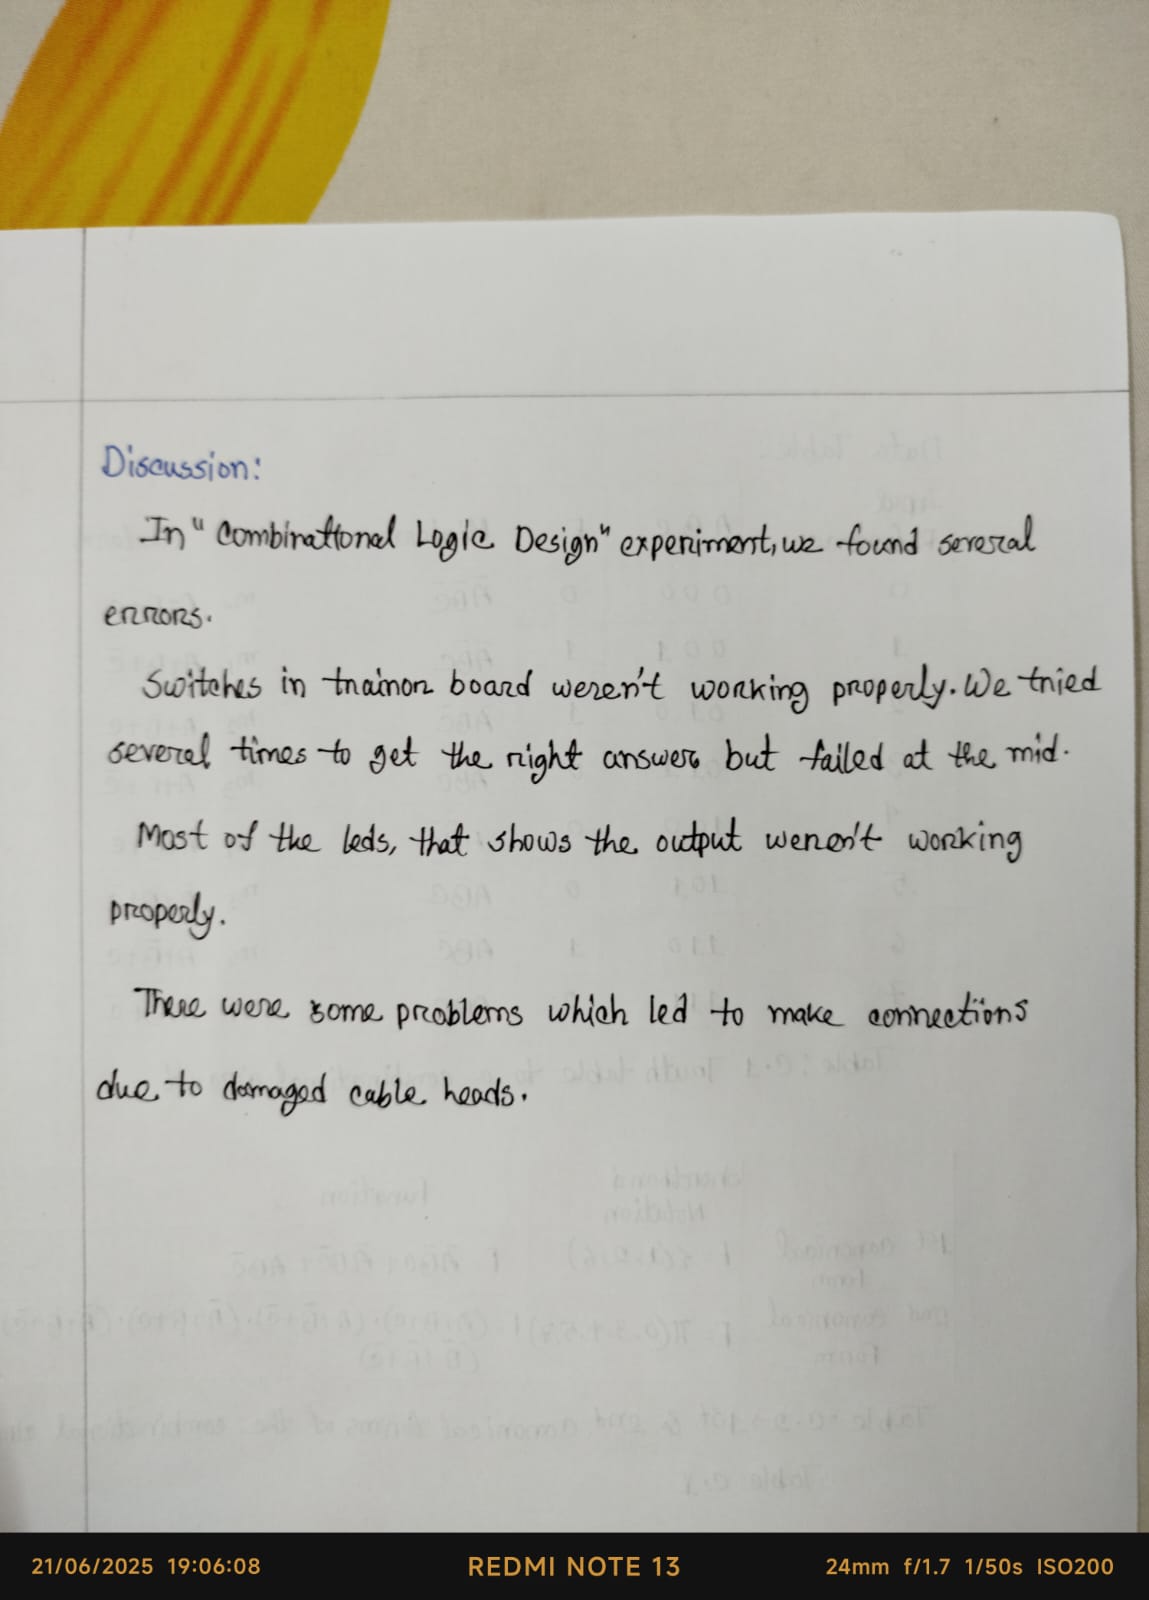 Discussion:
In "Combinational Logic Design" experiment, we found several
errors.
Switches in trainor board weren't working properly. We tried
several times to get the right answer but failed at the mid.
Most of the leds, that shows the output weren't working
properly.
There were some problems which led to make connections
due to damaged cable heads.
21/06/2025 19:06:08 REDMI NOTE 13 24mm f/1.7 1/50s ISO200